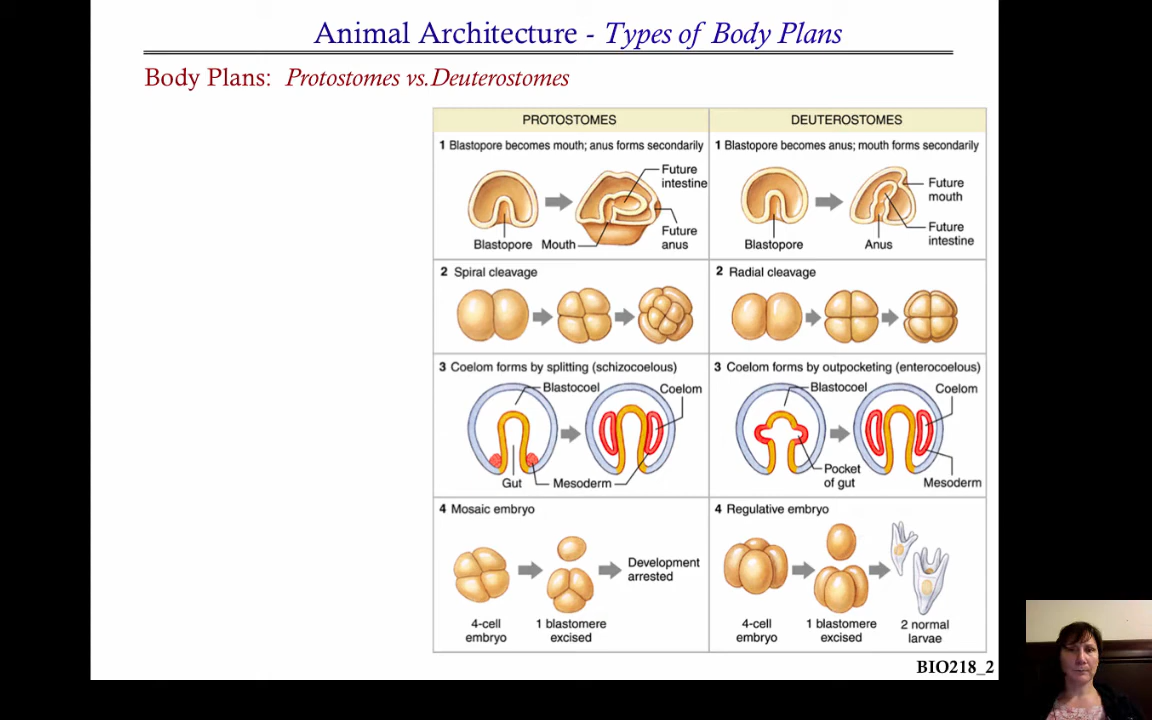 Animal Architecture - Types of Body Plans
Body Plans: Protostomes vs.Deuterostomes
PROTOSTOMES
1 Blastopore becomes mouth; anus forms secondarily
Future
intestine
Future
anus
Blastopore
Mouth
2 Spiral cleavage
3 Coelom forms by splitting (schizocoelous)
Blastocoel
Coelom
Gut
Mesoderm
4 Mosaic embryo
Development
arrested
4-cell
embryo
1 blastomere
excised
DEUTEROSTOMES
1 Blastopore becomes anus; mouth forms secondarily
Future
mouth
Future
intestine
Blastopore
Anus
2 Radial cleavage
3 Coelom forms by outpocketing (enterocoelous)
Blastocoel
Coelom
Pocket
of gut
Mesoderm
4 Regulative embryo
4-cell
embryo
1 blastomere
excised
2 normal
larvae
BIO218_2